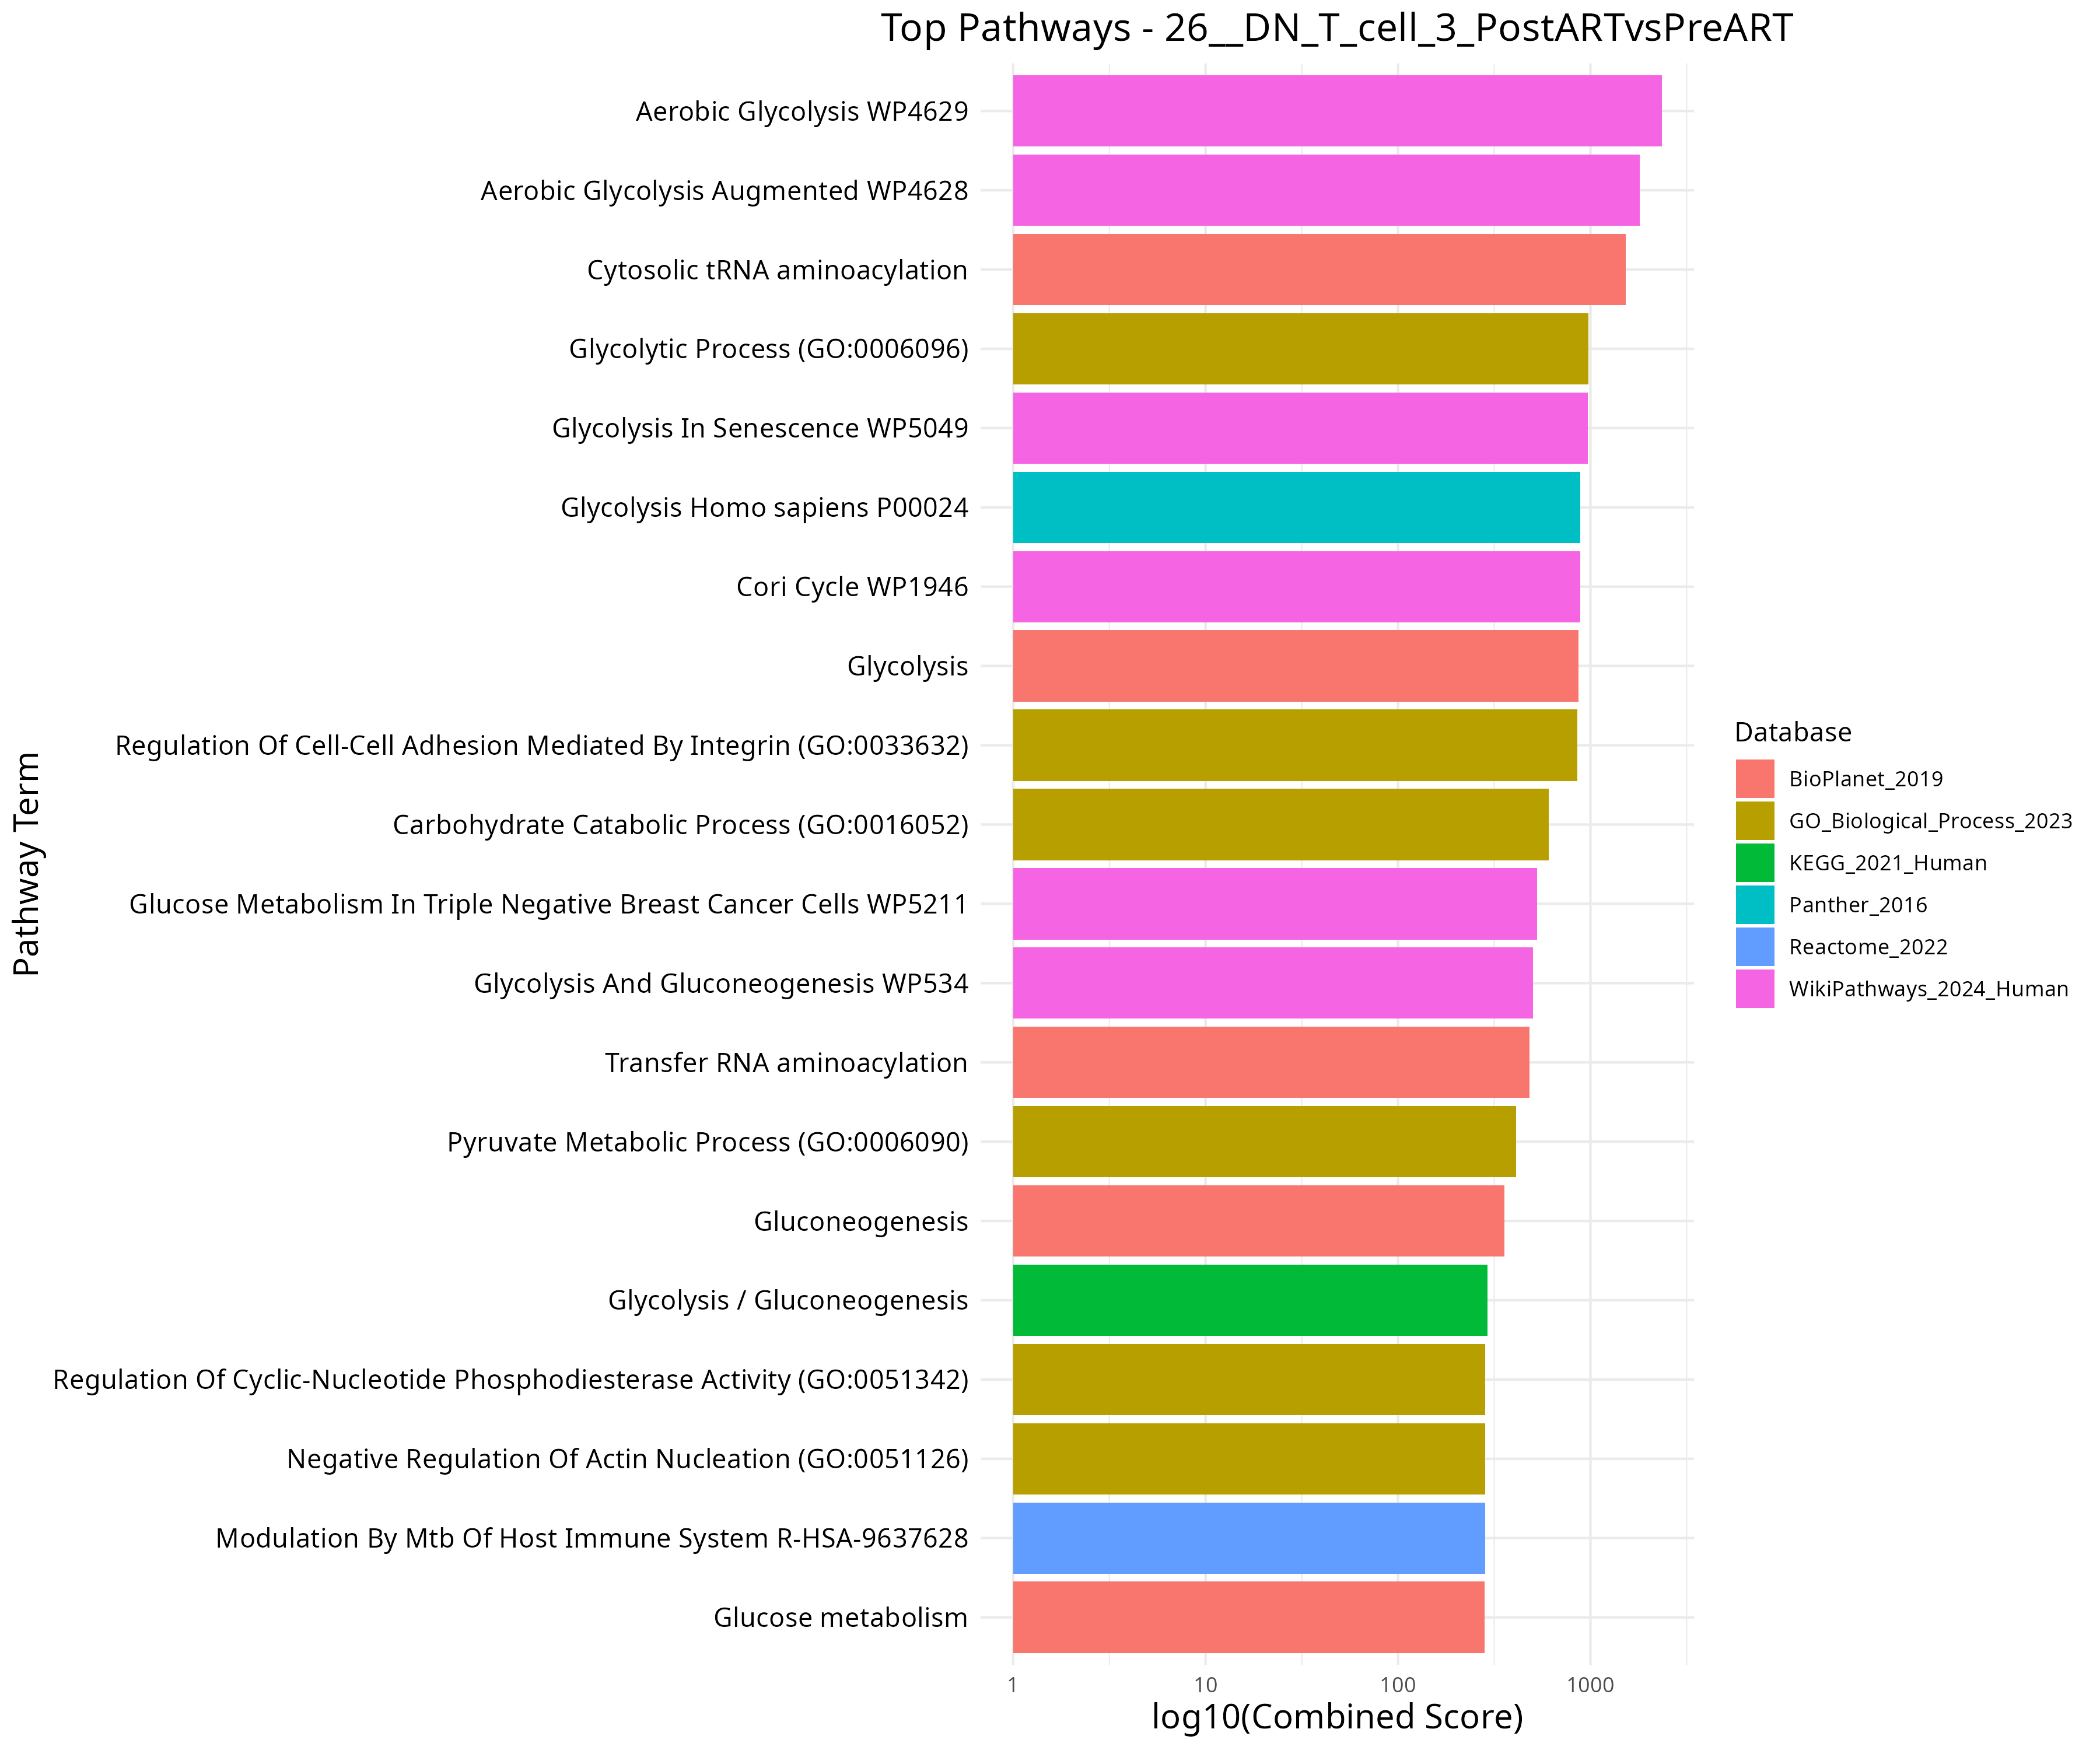 Top Pathways - 26__DN_T_cell_3_PostARTvsPreART
Pathway Term
Aerobic Glycolysis WP4629
Aerobic Glycolysis Augmented WP4628
Cytosolic tRNA aminoacylation
Glycolytic Process (GO:0006096)
Glycolysis In Senescence WP5049
Glycolysis Homo sapiens P00024
Cori Cycle WP1946
Glycolysis
Regulation Of Cell-Cell Adhesion Mediated By Integrin (GO:0033632)
Carbohydrate Catabolic Process (GO:0016052)
Glucose Metabolism In Triple Negative Breast Cancer Cells WP5211
Glycolysis And Gluconeogenesis WP534
Transfer RNA aminoacylation
Pyruvate Metabolic Process (GO:0006090)
Gluconeogenesis
Glycolysis / Gluconeogenesis
Regulation Of Cyclic-Nucleotide Phosphodiesterase Activity (GO:0051342)
Negative Regulation Of Actin Nucleation (GO:0051126)
Modulation By Mtb Of Host Immune System R-HSA-9637628
Glucose metabolism
1 10 100 1000
log10(Combined Score)
Database
BioPlanet_2019
GO_Biological_Process_2023
KEGG_2021_Human
Panther_2016
Reactome_2022
WikiPathways_2024_Human